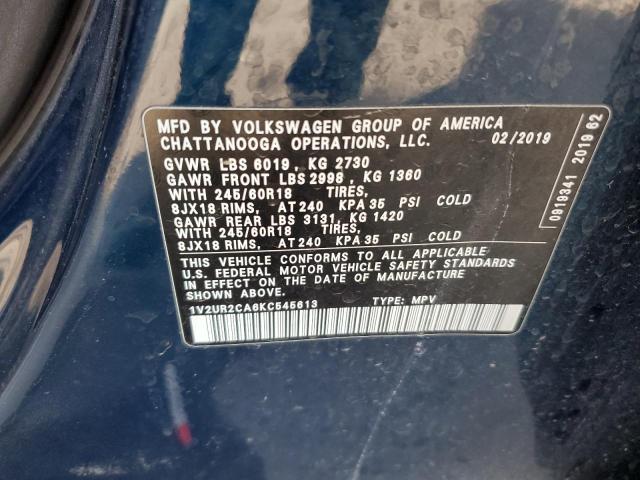 MFD BY VOLKSWAGEN GROUP OF AMERICA
CHATTANOOGA OPERATIONS, LLC. 02/2019
GVWR LBS 6019, KG 2730
GAWR FRONT LBS 2998, KG 1360
WITH 245/60R18 TIRES,
8JX18 RIMS, AT 240 KPA 35 PSI COLD
GAWR REAR LBS 3131, KG 1420
WITH 245/60R18 TIRES,
8JX18 RIMS, AT 240 KPA 35 PSI COLD
THIS VEHICLE CONFORMS TO ALL APPLICABLE
U.S. FEDERAL MOTOR VEHICLE SAFETY STANDARDS
IN EFFECT ON THE DATE OF MANUFACTURE
SHOWN ABOVE.
1V2UR2CA6KC545613 TYPE: MPV
0919341 2019 62